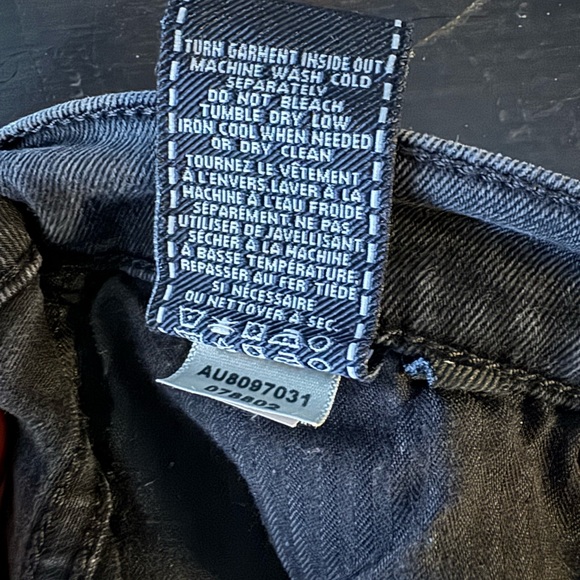 TURN GARMENT INSIDE OUT
MACHINE WASH COLD
SEPARATELY
DO NOT BLEACH
TUMBLE DRY LOW
IRON COOL WHEN NEEDED
OR DRY CLEAN
TOURNEZ LE VÊTEMENT
À L'ENVERS.LAVER À LA
MACHINE À L'EAU FROIDE
SÉPARÉMENT. NE PAS
UTILISER DE JAVELLISANT.
SÉCHER À LA MACHINE
À BASSE TEMPÉRATURE.
REPASSER AU FER TIÈDE
SI NÉCESSAIRE
OU NETTOYER À SEC.
AU8097031
078802